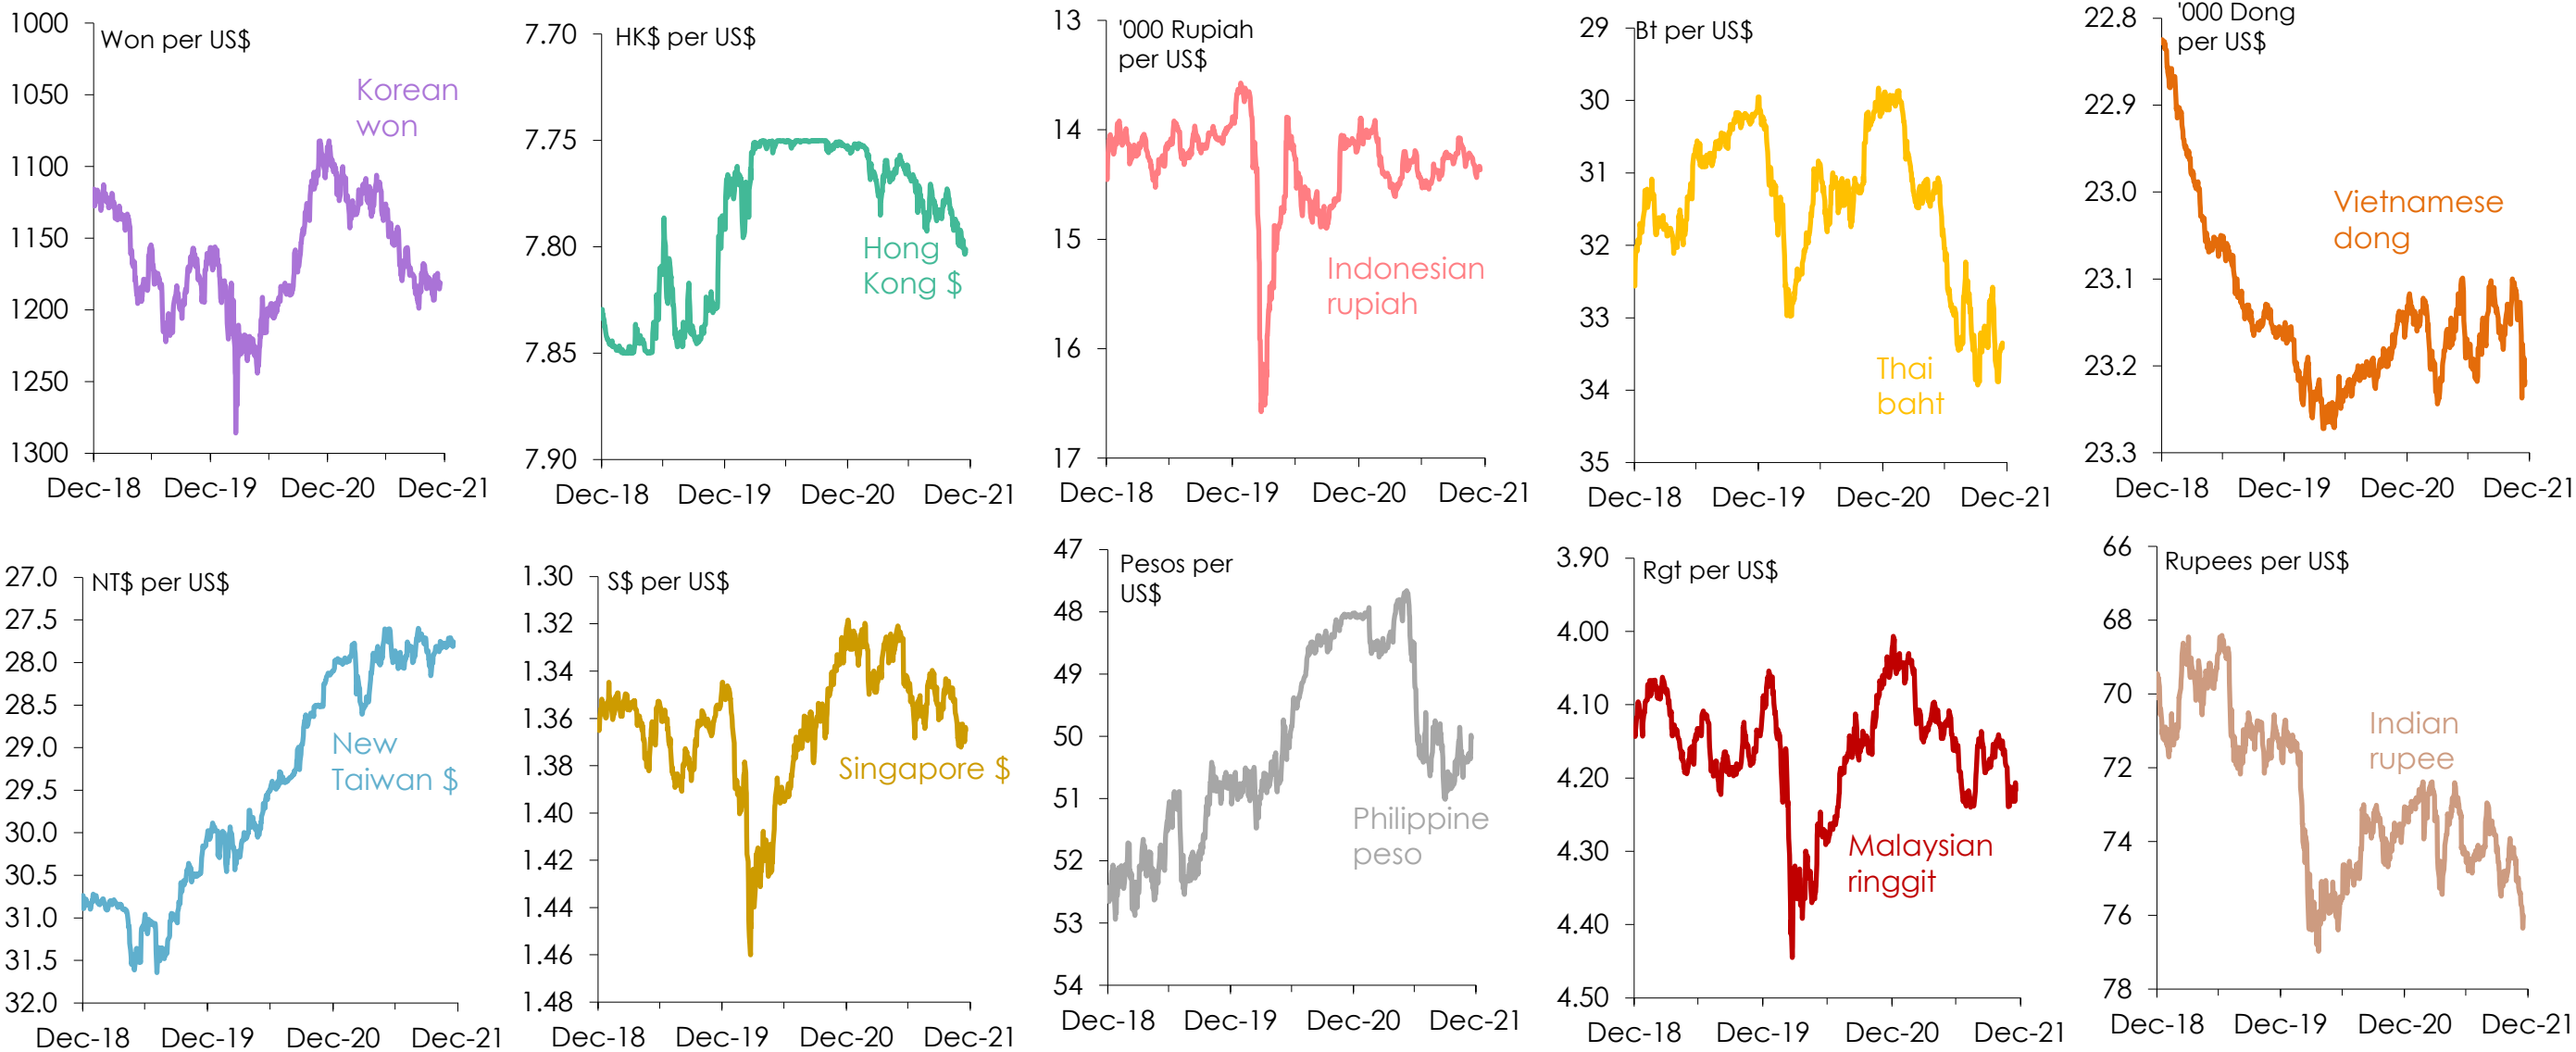 Won per US$
Korean
won
1000
1050
1100
1150
1200
1250
1300
Dec-18 Dec-19 Dec-20 Dec-21
HK$ per US$
Hong
Kong $
7.70
7.75
7.80
7.85
7.90
Dec-18 Dec-19 Dec-20 Dec-21
'000 Rupiah
per US$
Indonesian
rupiah
13
14
15
16
17
Dec-18 Dec-19 Dec-20 Dec-21
Bt per US$
Thai
baht
29
30
31
32
33
34
35
Dec-18 Dec-19 Dec-20 Dec-21
'000 Dong
per US$
Vietnamese
dong
22.8
22.9
23.0
23.1
23.2
23.3
Dec-18 Dec-19 Dec-20 Dec-21
NT$ per US$
New
Taiwan $
27.0
27.5
28.0
28.5
29.0
29.5
30.0
30.5
31.0
31.5
32.0
Dec-18 Dec-19 Dec-20 Dec-21
S$ per US$
Singapore $
1.30
1.32
1.34
1.36
1.38
1.40
1.42
1.44
1.46
1.48
Dec-18 Dec-19 Dec-20 Dec-21
Pesos per
US$
Philippine
peso
47
48
49
50
51
52
53
54
Dec-18 Dec-19 Dec-20 Dec-21
Rgt per US$
Malaysian
ringgit
3.90
4.00
4.10
4.20
4.30
4.40
4.50
Dec-18 Dec-19 Dec-20 Dec-21
Rupees per US$
Indian
rupee
66
68
70
72
74
76
78
Dec-18 Dec-19 Dec-20 Dec-21